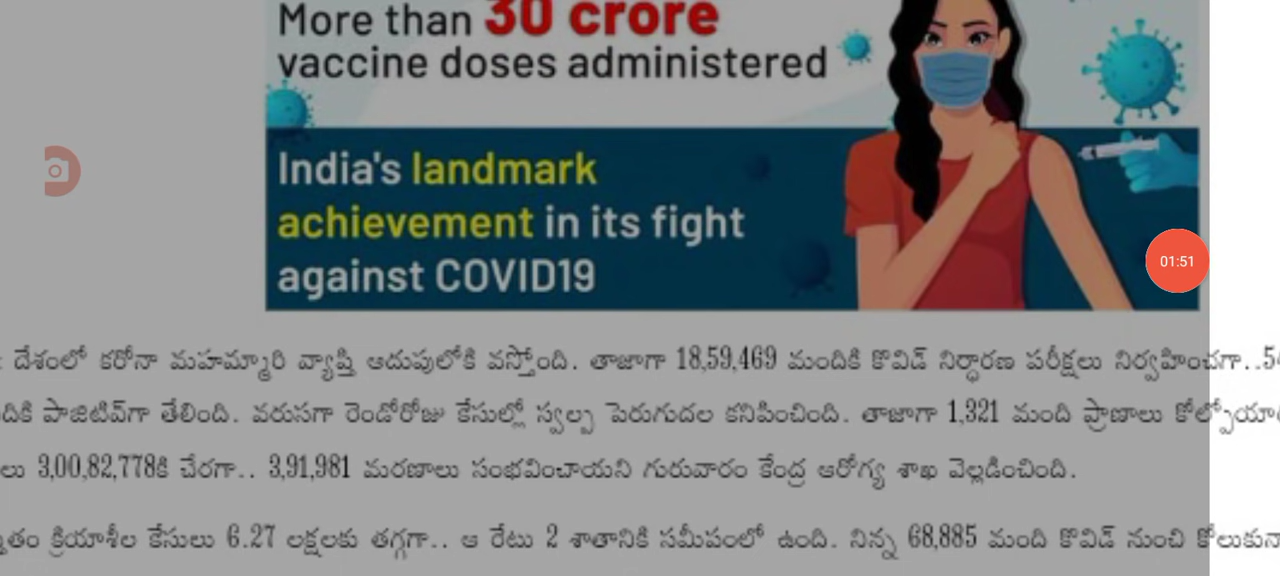 More than 30 crore
vaccine doses administered
India's landmark
achievement in its fight
against COVID19
01:51
దేశంలో కరోనా మహమ్మారి వ్యాప్తి ఆదుపులోకి వస్తోంది. తాజాగా 18,59,469 మందికి కొవిడ్ నిర్ధారణ పరీక్షలు నిర్వహించగా..
పాజిటివ్‌గా తేలింది. వరుసగా రెండోరోజు కేసుల్లో స్వల్ప పెరుగుదల కనిపించింది. తాజాగా 1,321 మంది ప్రాణాలు
3,00,82,778కి చేరగా.. 3,91,981 మరణాలు సంభవించాయని గురువారం కేంద్ర ఆరోగ్య శాఖ వెల్లడించింది.
క్రియాశీల కేసులు 6.27 లక్షలకు తగ్గగా.. ఆ రేటు 2 శాతానికి సమీపంలో ఉంది. నిన్న 68,885 మంది కొవిడ్ నుంచి